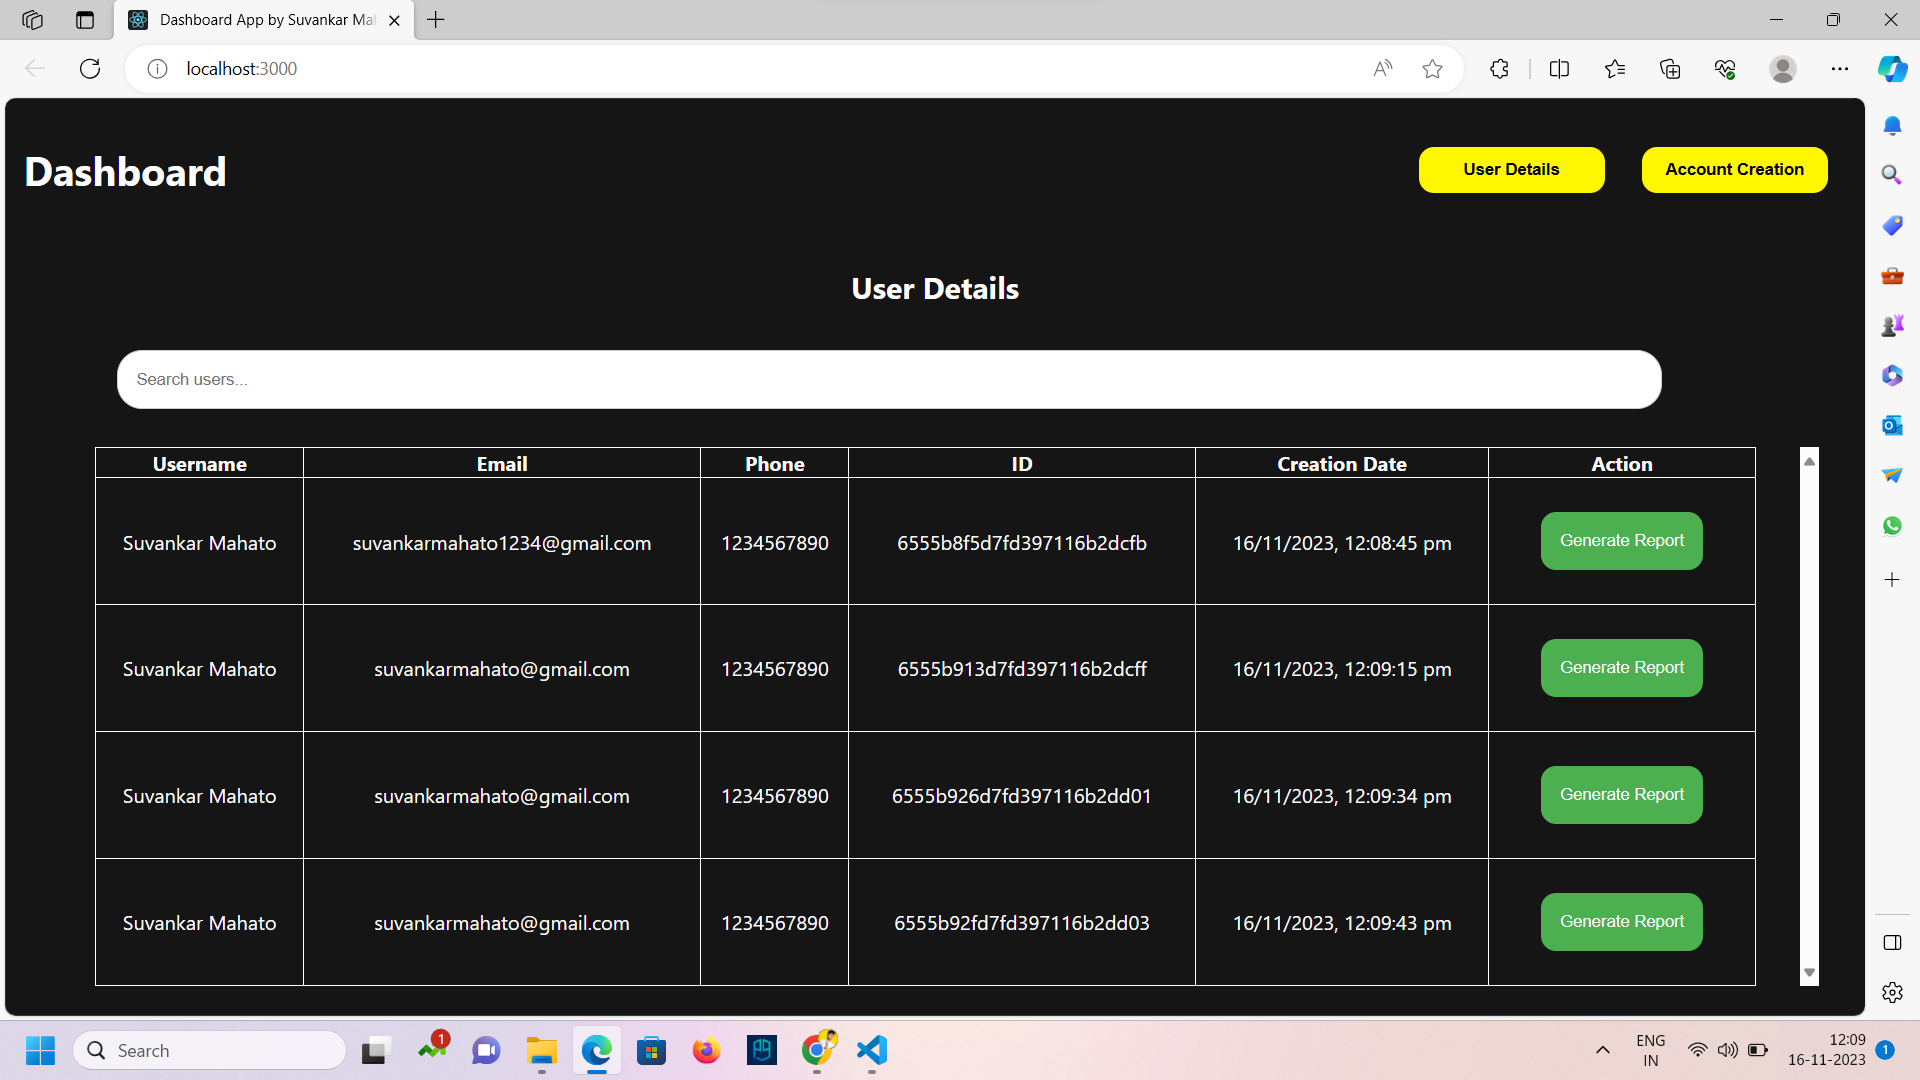 Dashboard App by Suvankar Mah
localhost:3000
Dashboard
User Details
Account Creation
User Details
Search users...
Username Email Phone ID Creation Date Action
Suvankar Mahato suvankarmahato1234@gmail.com 1234567890 6555b8f5d7fd397116b2dcfb 16/11/2023, 12:08:45 pm Generate Report
Suvankar Mahato suvankarmahato@gmail.com 1234567890 6555b913d7fd397116b2dcff 16/11/2023, 12:09:15 pm Generate Report
Suvankar Mahato suvankarmahato@gmail.com 1234567890 6555b926d7fd397116b2dd01 16/11/2023, 12:09:34 pm Generate Report
Suvankar Mahato suvankarmahato@gmail.com 1234567890 6555b92fd7fd397116b2dd03 16/11/2023, 12:09:43 pm Generate Report
Search
1
ENG
IN
12:09
16-11-2023
1